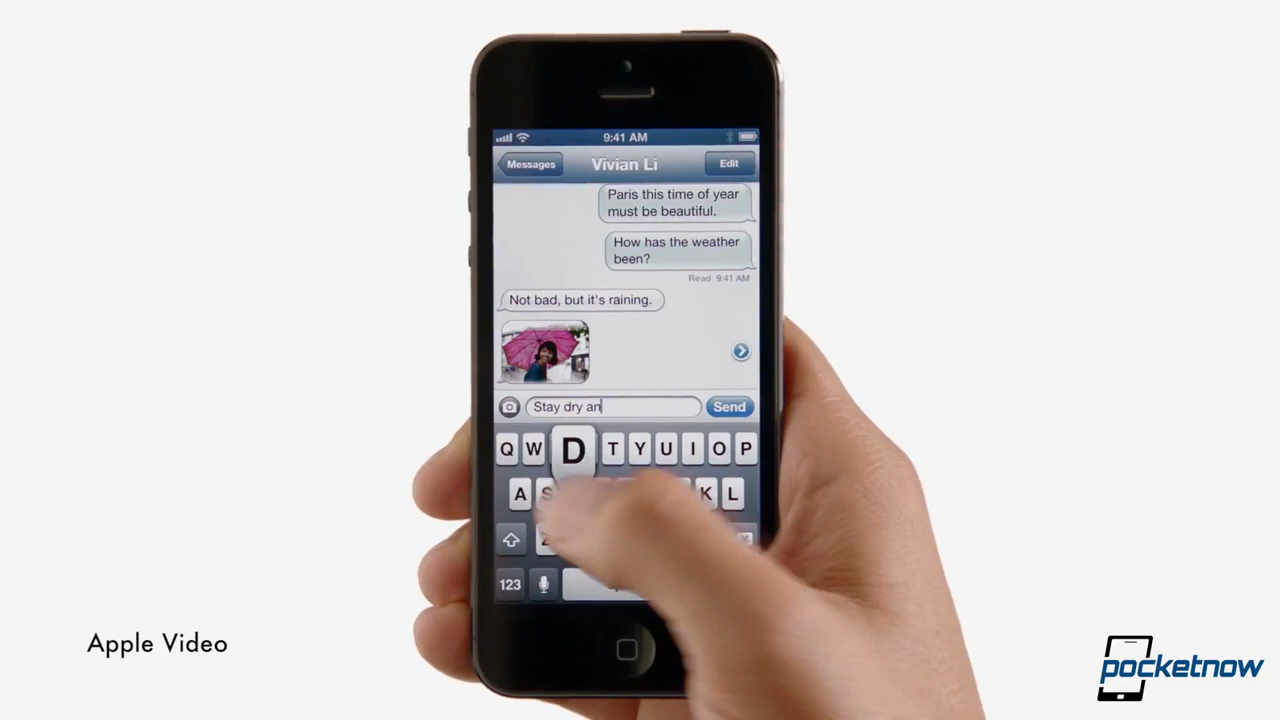 9:41 AM
Messages
Vivian Li
Edit
Paris this time of year
must be beautiful.
How has the weather
been?
Read 9:41 AM
Not bad, but it's raining.
Stay dry an
Send
Q W D T Y U I O P
A S K L
Z
123
Apple Video
pocketnow